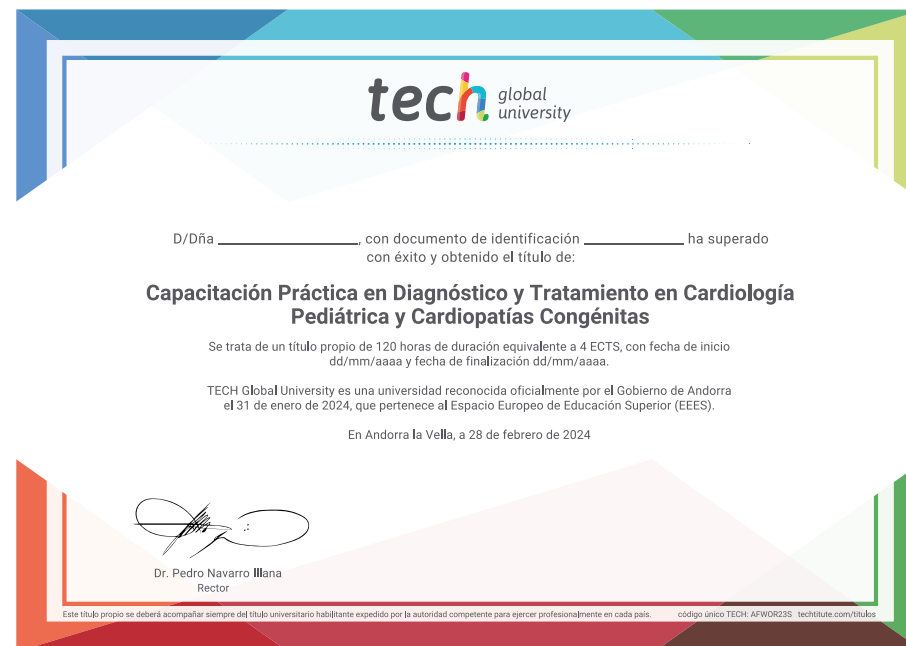 tech global university
D/Dña ____________________, con documento de identificación ______________ ha superado
con éxito y obtenido el título de:
Capacitación Práctica en Diagnóstico y Tratamiento en Cardiología
Pediátrica y Cardiopatías Congénitas
Se trata de un título propio de 120 horas de duración equivalente a 4 ECTS, con fecha de inicio
dd/mm/aaaa y fecha de finalización dd/mm/aaaa.
TECH Global University es una universidad reconocida oficialmente por el Gobierno de Andorra
el 31 de enero de 2024, que pertenece al Espacio Europeo de Educación Superior (EEES).
En Andorra la Vella, a 28 de febrero de 2024
Dr. Pedro Navarro Illana
Rector
Este título propio se deberá acompañar siempre del título universitario habilitante expedido por la autoridad competente para ejercer profesionalmente en cada país. código único TECH: AFWOR23S techtitute.com/titulos